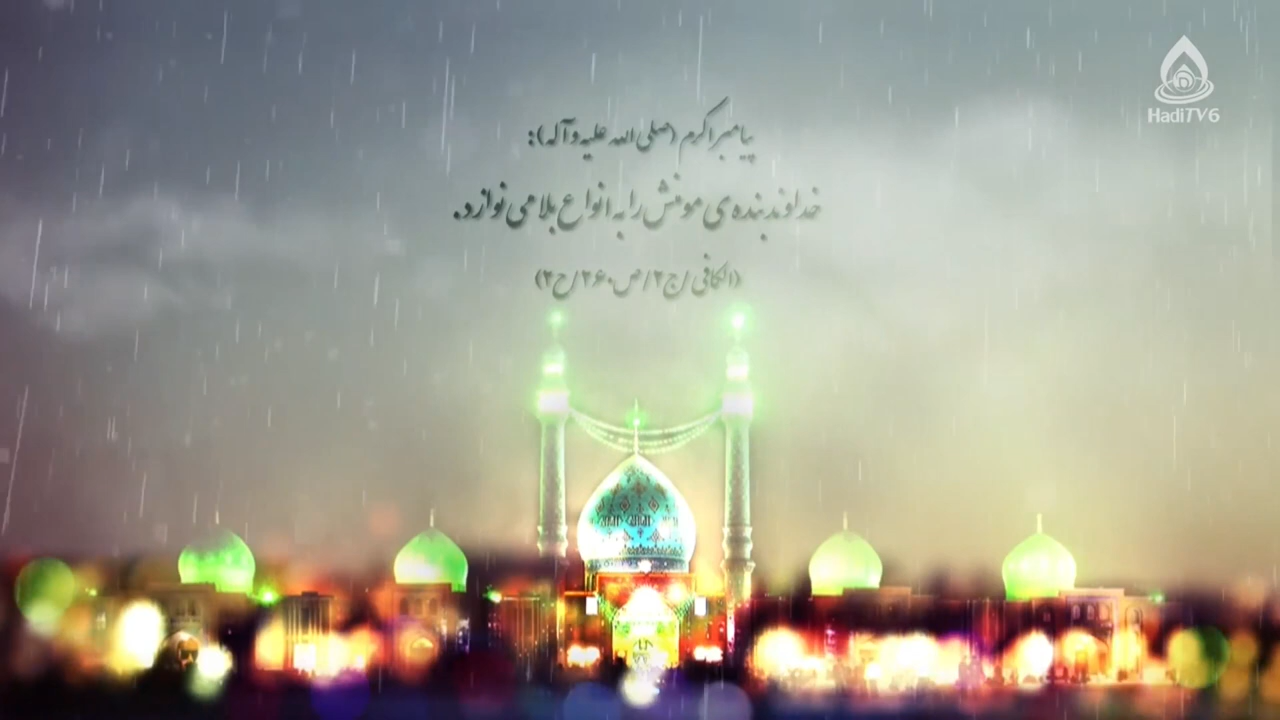 HadiTV6
پیامبر اکرم (صلی الله علیه و آله):
خداوند بنده‌ی مومنش را به انواع بلا می نوازد.
(الکافی/ج۲/ص۲۶۰/ح۲)